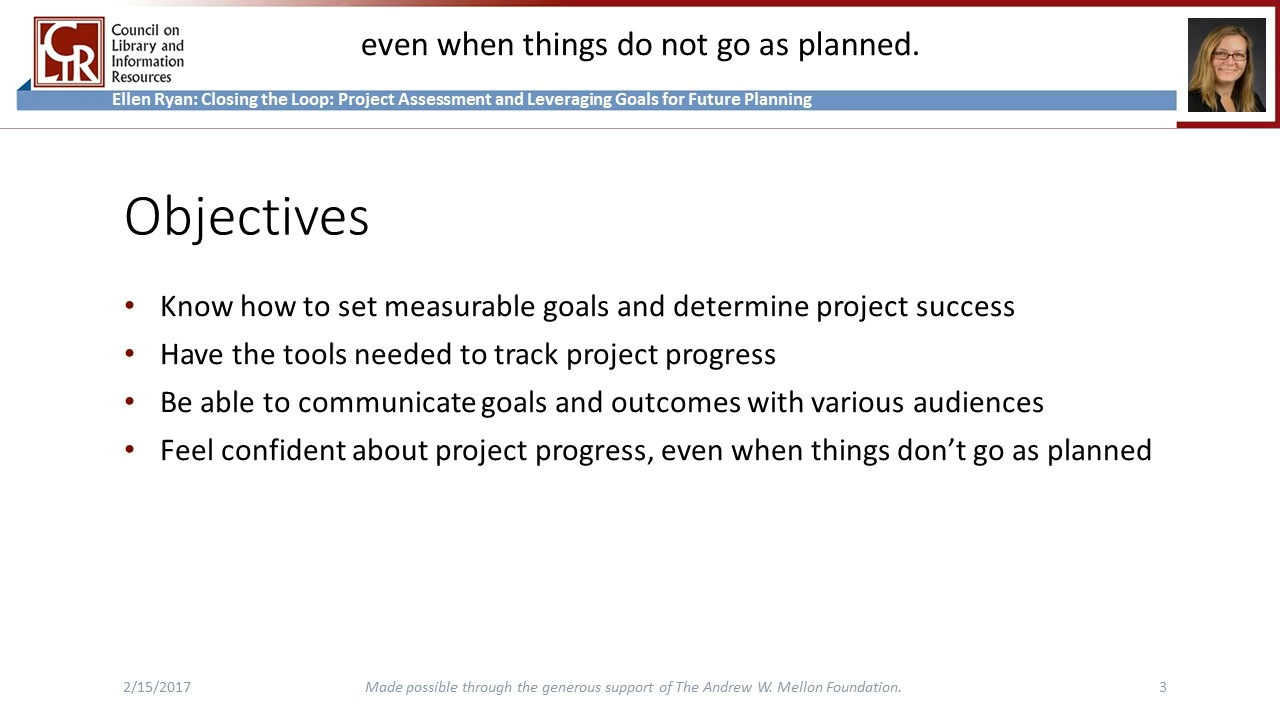 CLIR
Council on
Library and
Information
Resources
even when things do not go as planned.
Ellen Ryan: Closing the Loop: Project Assessment and Leveraging Goals for Future Planning
Objectives
• Know how to set measurable goals and determine project success
• Have the tools needed to track project progress
• Be able to communicate goals and outcomes with various audiences
• Feel confident about project progress, even when things don’t go as planned
2/15/2017
Made possible through the generous support of The Andrew W. Mellon Foundation.
3